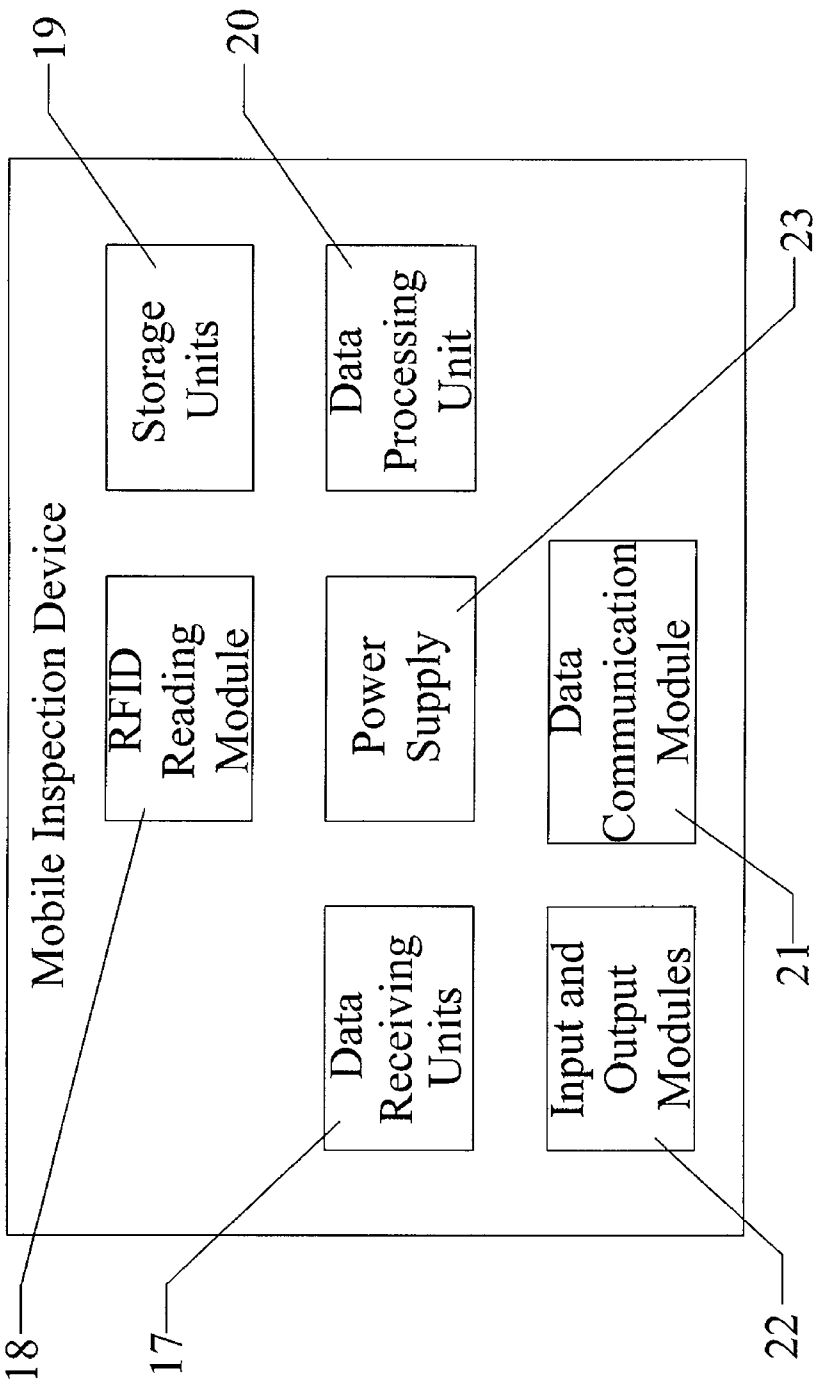 Mobile Inspection Device
18
RFID
Reading
Module
Storage
Units
19
17
Data
Receiving
Units
Power
Supply
Data
Processing
Unit
20
22
Input and
Output
Modules
21
Data
Communication
Module
23